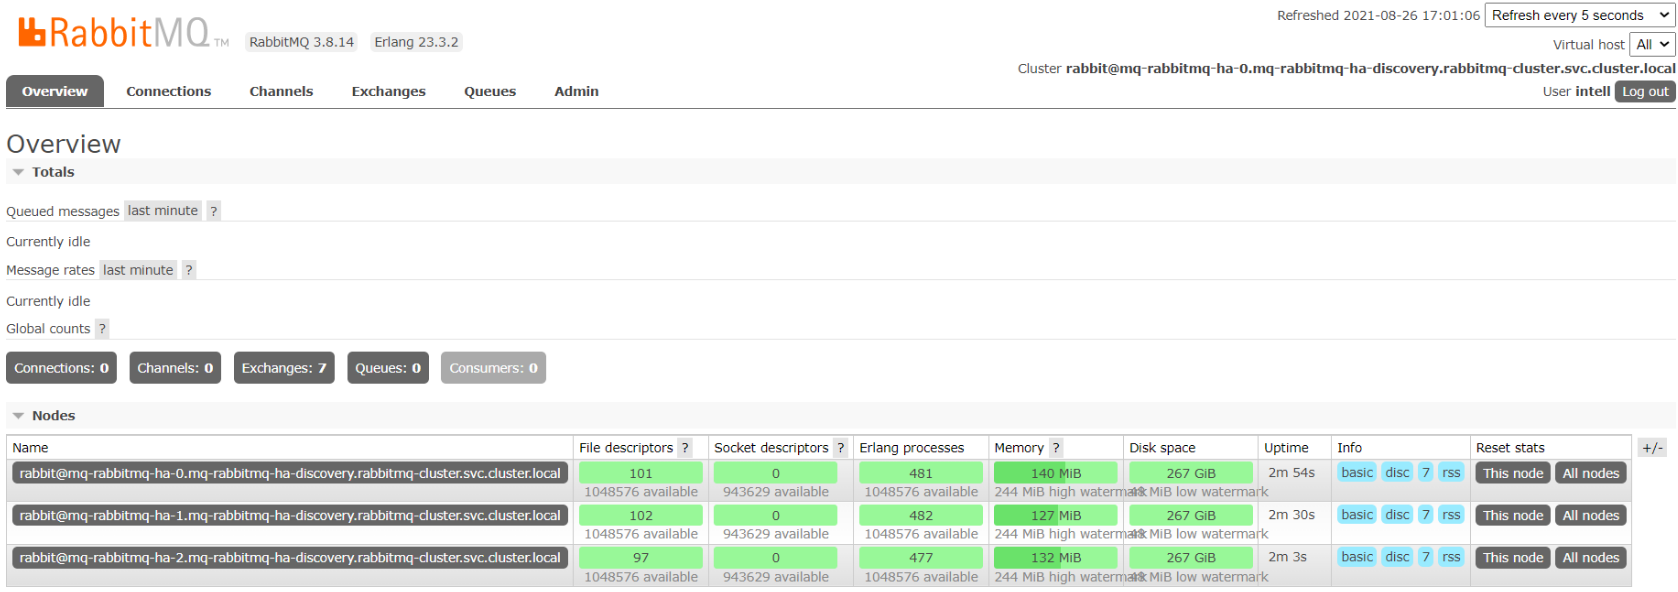 Refreshed 2021-08-26 17:01:06 Refresh every 5 seconds
RabbitMQ TM RabbitMQ 3.8.14 Erlang 23.3.2
Virtual host All
Cluster rabbit@mq-rabbitmq-ha-0.mq-rabbitmq-ha-discovery.rabbitmq-cluster.svc.cluster.local
Overview Connections Channels Exchanges Queues Admin
User intell Log out
Overview
Totals
Queued messages last minute ?
Currently idle
Message rates last minute ?
Currently idle
Global counts ?
Connections: 0 Channels: 0 Exchanges: 7 Queues: 0 Consumers: 0
Nodes
Name File descriptors ? Socket descriptors ? Erlang processes Memory ? Disk space Uptime Info Reset stats +/-
rabbit@mq-rabbitmq-ha-0.mq-rabbitmq-ha-discovery.rabbitmq-cluster.svc.cluster.local 101 0 481 140 MiB 267 GiB 2m 54s basic disc 7 rss This node All nodes
1048576 available 943629 available 1048576 available 244 MiB high watermark MiB low watermark
rabbit@mq-rabbitmq-ha-1.mq-rabbitmq-ha-discovery.rabbitmq-cluster.svc.cluster.local 102 0 482 127 MiB 267 GiB 2m 30s basic disc 7 rss This node All nodes
1048576 available 943629 available 1048576 available 244 MiB high watermark MiB low watermark
rabbit@mq-rabbitmq-ha-2.mq-rabbitmq-ha-discovery.rabbitmq-cluster.svc.cluster.local 97 0 477 132 MiB 267 GiB 2m 3s basic disc 7 rss This node All nodes
1048576 available 943629 available 1048576 available 244 MiB high watermark MiB low watermark